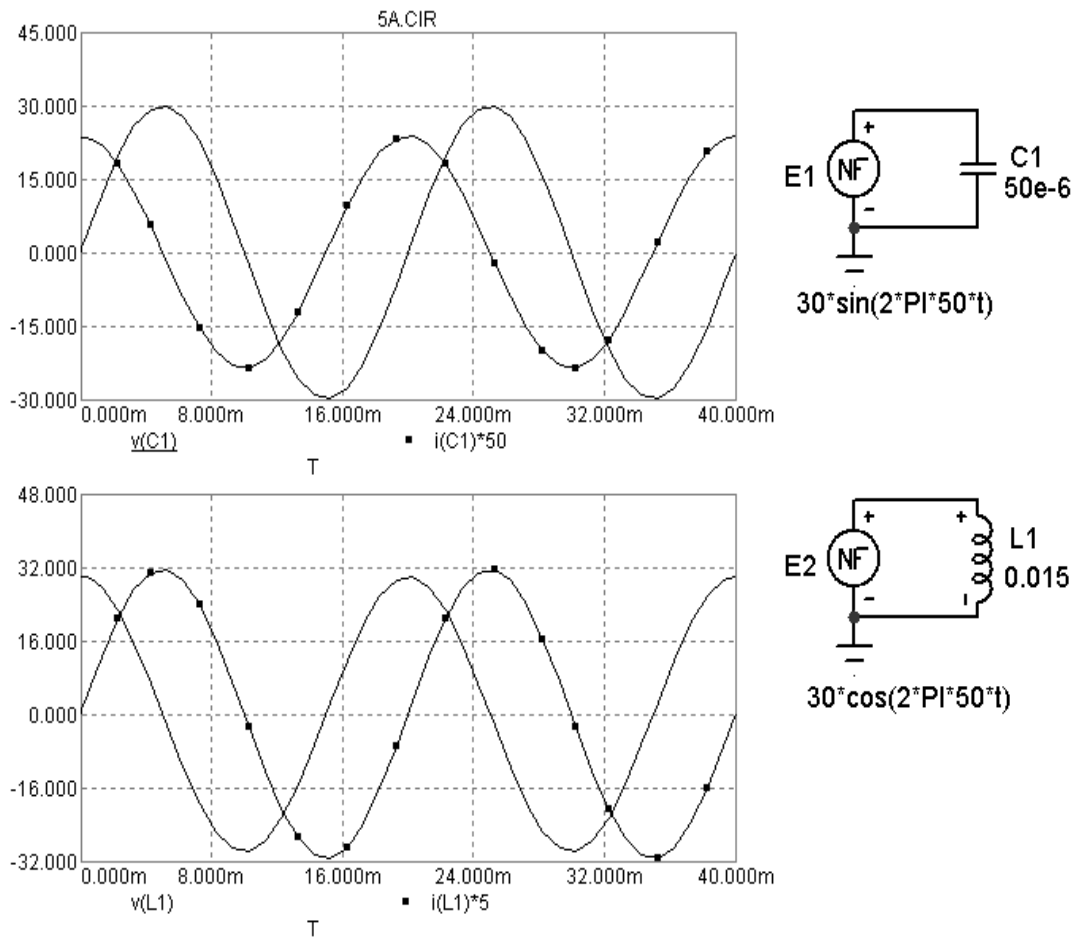 5A.CIR
45.000
30.000
15.000
0.000
-15.000
-30.000
0.000m 8.000m 16.000m 24.000m 32.000m 40.000m
v(C1) i(C1)*50
T
E1
+
NF
-
C1
50e-6
30*sin(2*PI*50*t)
48.000
32.000
16.000
0.000
-16.000
-32.000
0.000m 8.000m 16.000m 24.000m 32.000m 40.000m
v(L1) i(L1)*5
T
E2
+
NF
-
+
L1
0.015
30*cos(2*PI*50*t)